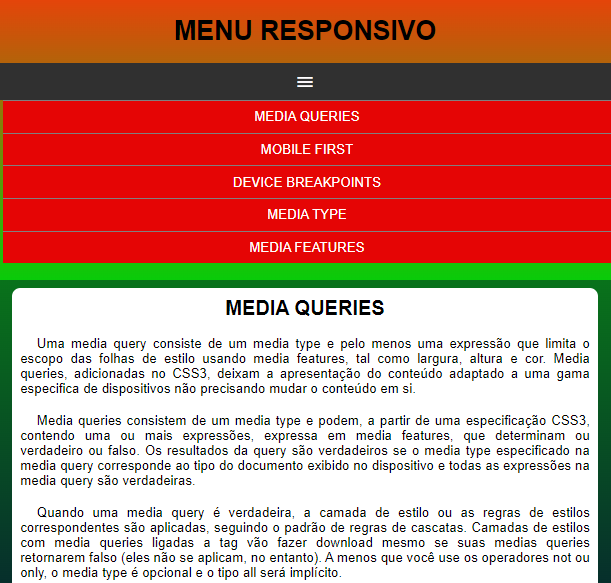 MENU RESPONSIVO
MEDIA QUERIES
MOBILE FIRST
DEVICE BREAKPOINTS
MEDIA TYPE
MEDIA FEATURES
MEDIA QUERIES
Uma media query consiste de um media type e pelo menos uma expressão que limita o
escopo das folhas de estilo usando media features, tal como largura, altura e cor. Media
queries, adicionadas no CSS3, deixam a apresentação do conteúdo adaptado a uma gama
especifica de dispositivos não precisando mudar o conteúdo em si.
Media queries consistem de um media type e podem, a partir de uma especificação CSS3,
contendo uma ou mais expressões, expressa em media features, que determinam ou
verdadeiro ou falso. Os resultados da query são verdadeiros se o media type especificado na
media query corresponde ao tipo do documento exibido no dispositivo e todas as expressões na
media query são verdadeiras.
Quando uma media query é verdadeira, a camada de estilo ou as regras de estilos
correspondentes são aplicadas, seguindo o padrão de regras de cascatas. Camadas de estilos
com media queries ligadas a tag vão fazer download mesmo se suas medias queries
retornarem falso (eles não se aplicam, no entanto). A menos que você use os operadores not ou
only, o media type é opcional e o tipo all será implícito.